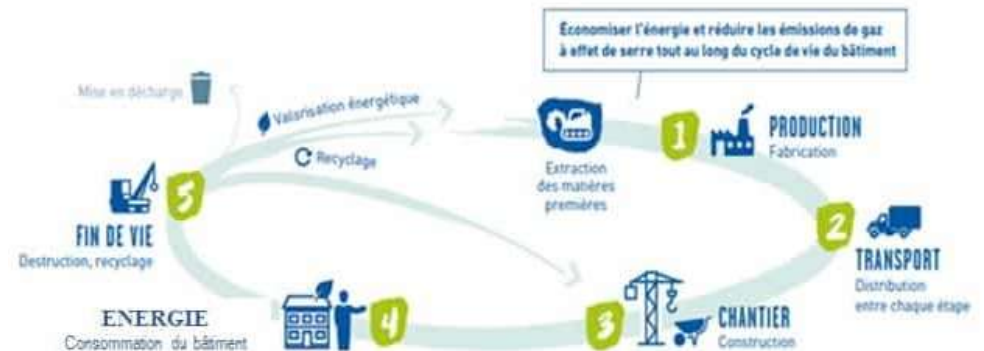 Économiser l'énergie et réduire les émissions de gaz
à effet de serre tout au long du cycle de vie du bâtiment
Mise en décharge
Valorisation énergétique
Recyclage
Extraction
des matières
premières
1
PRODUCTION
Fabrication
2
TRANSPORT
Distribution
entre chaque étape
3
CHANTIER
Construction
4
ENERGIE
Consommation du bâtiment
5
FIN DE VIE
Destruction, recyclage